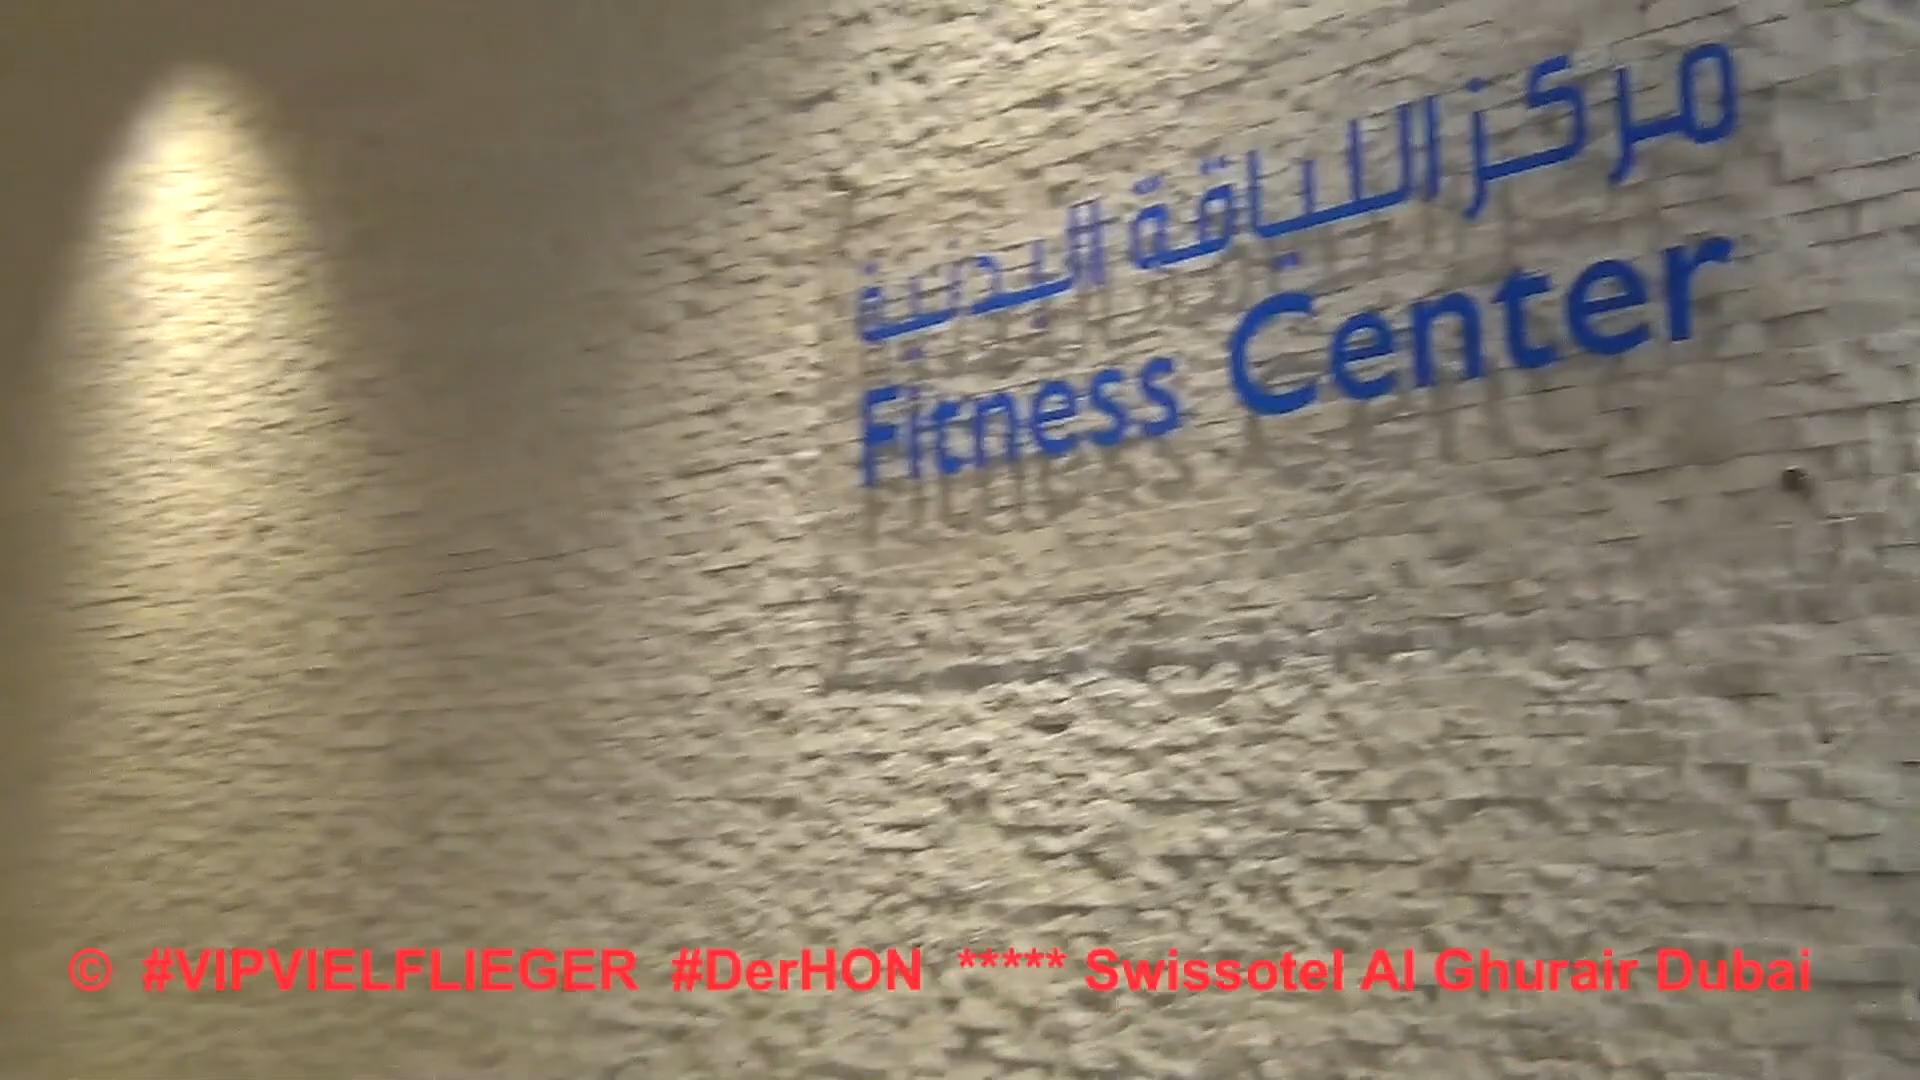 مركز اللياقة البدنية
Fitness Center
© #VIPVIELFLIEGER #DerHON ***** Swissotel Al Ghurair Dubai